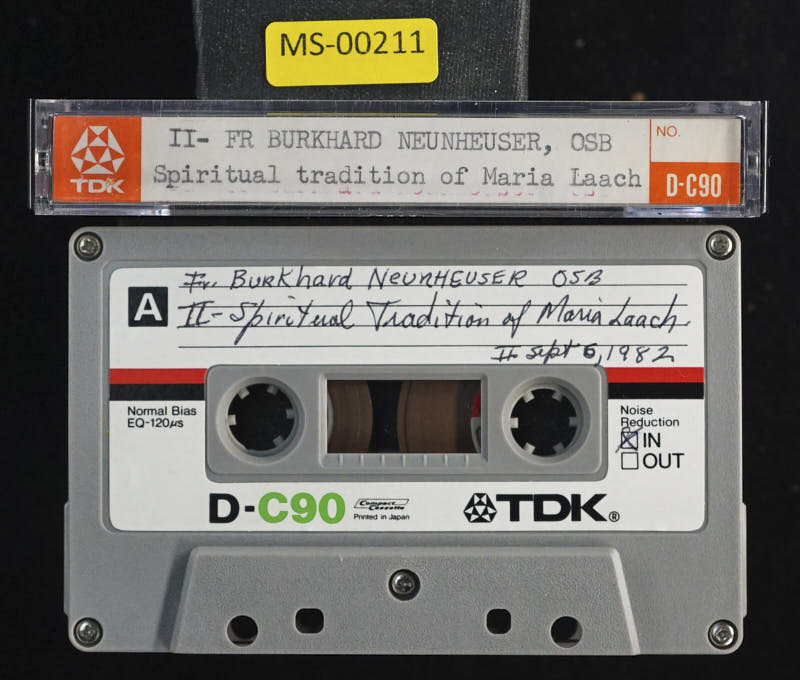 MS-00211
II- FR BURKHARD NEUNHEUSER, OSB
Spiritual tradition of Maria Laach
NO.
TDK
D-C90
Fr. Burkhard Neunheuser OSB
A
II-Spiritual Tradition of Maria Laach.
II Sept 6, 1982
Normal Bias
EQ-120µs
Noise
Reduction
IN
OUT
D-C90
Compact
Cassette
Printed in Japan
TDK®